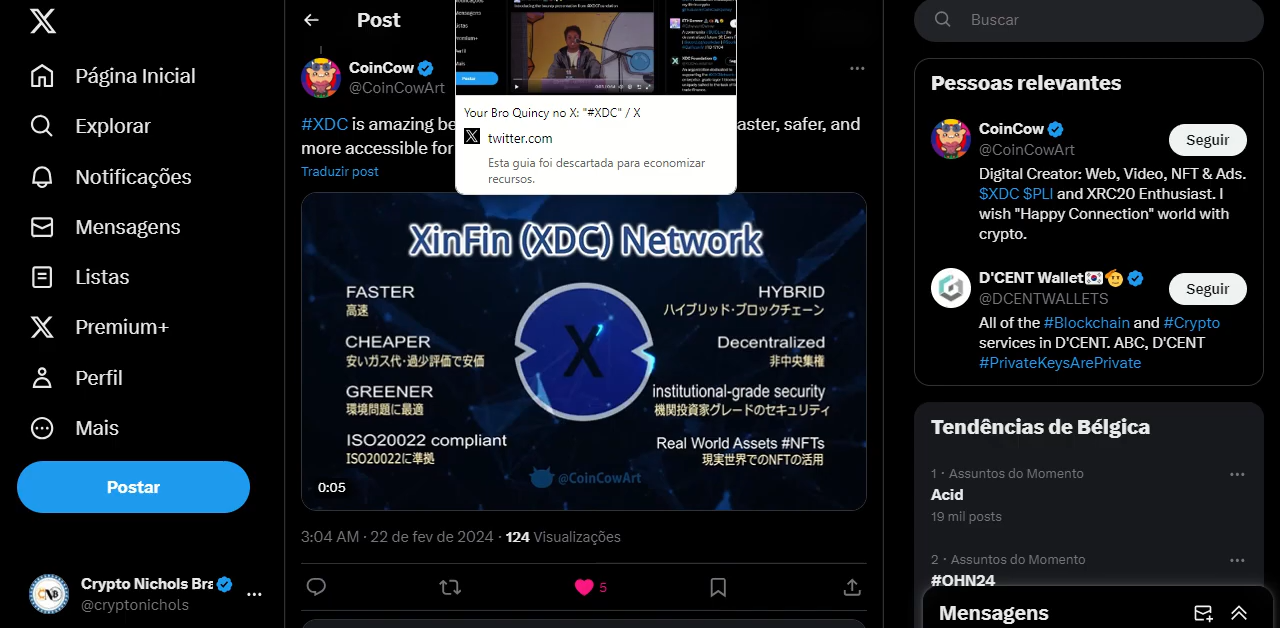 Página Inicial
Explorar
Notificações
Mensagens
Listas
Premium+
Perfil
Mais
Postar
Crypto Nichols Bra
@cryptonichols
Post
CoinCow
@CoinCowArt
#XDC is amazing be
aster, safer, and
more accessible for
Traduzir post
Your Bro Quincy no X: "#XDC" / X
twitter.com
Esta guia foi descartada para economizar
recursos.
XinFin (XDC) Network
FASTER
高速
CHEAPER
安いガス代・過少評価で安価
GREENER
環境問題に最適
ISO20022 compliant
ISO20022に準拠
X
HYBRID
ハイブリッド・ブロックチェーン
Decentralized
非中央集権
institutional-grade security
機関投資家グレードのセキュリティ
Real World Assets #NFTs
現実世界でのNFTの活用
@CoinCowArt
0:05
3:04 AM · 22 de fev de 2024 · 124 Visualizações
5
Buscar
Pessoas relevantes
CoinCow
@CoinCowArt
Seguir
Digital Creator: Web, Video, NFT & Ads.
$XDC $PLI and XRC20 Enthusiast. I
wish "Happy Connection" world with
crypto.
D'CENT Wallet
@DCENTWALLETS
Seguir
All of the #Blockchain and #Crypto
services in D'CENT. ABC, D'CENT
#PrivateKeysArePrivate
Tendências de Bélgica
1 · Assuntos do Momento
Acid
19 mil posts
2 · Assuntos do Momento
#OHN24
Mensagens